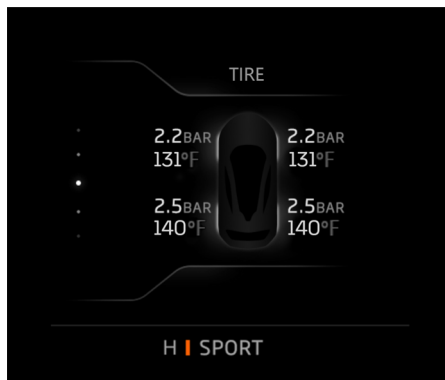 TIRE
2.2BAR 2.2BAR
131°F 131°F
2.5BAR 2.5BAR
140°F 140°F
H SPORT